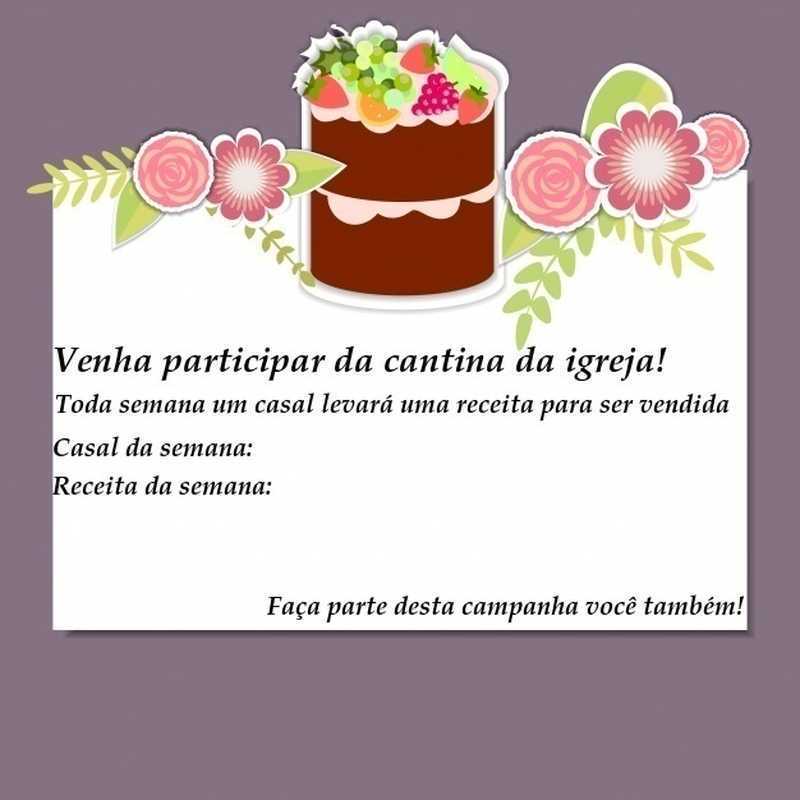 Venha participar da cantina da igreja!
Toda semana um casal levará uma receita para ser vendida
Casal da semana:
Receita da semana:
Faça parte desta campanha você também!